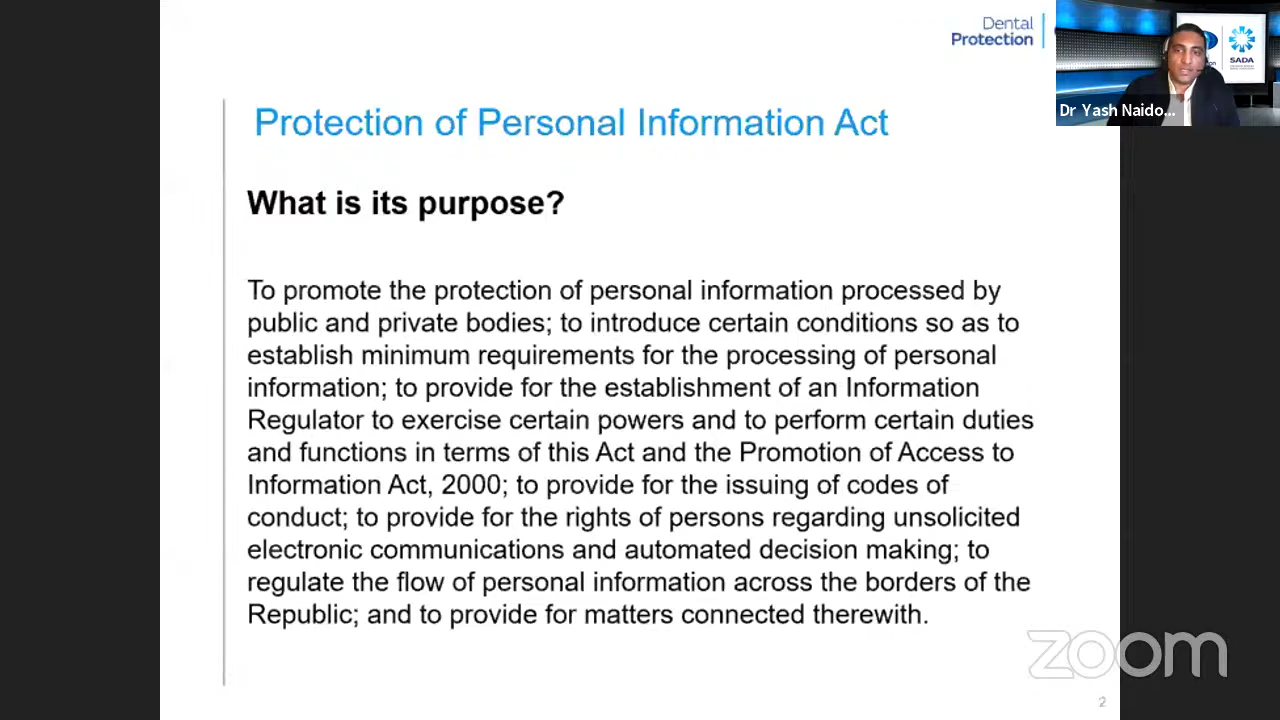 Dental
Protection
SADA
Dr Yash Naido...
Protection of Personal Information Act
What is its purpose?
To promote the protection of personal information processed by
public and private bodies; to introduce certain conditions so as to
establish minimum requirements for the processing of personal
information; to provide for the establishment of an Information
Regulator to exercise certain powers and to perform certain duties
and functions in terms of this Act and the Promotion of Access to
Information Act, 2000; to provide for the issuing of codes of
conduct; to provide for the rights of persons regarding unsolicited
electronic communications and automated decision making; to
regulate the flow of personal information across the borders of the
Republic; and to provide for matters connected therewith.
zoom
2